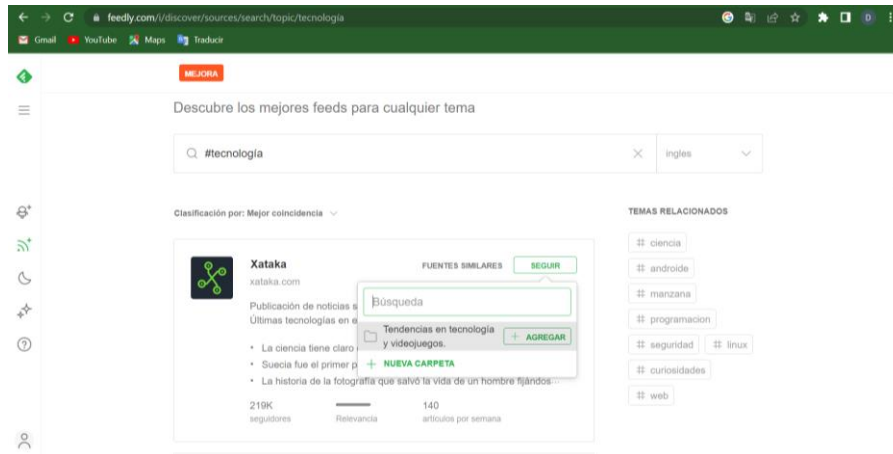 feedly.com/i/discover/sources/search/topic/tecnología
D
Gmail YouTube Maps Traducir
MEJORA
Descubre los mejores feeds para cualquier tema
#tecnología
ingles
Clasificación por: Mejor coincidencia
TEMAS RELACIONADOS
Xataka
FUENTES SIMILARES
SEGUIR
xataka.com
Publicación de noticias s
Últimas tecnologías en e
• La ciencia tiene claro
• Suecia fue el primer p
• La historia de la fotografía que salvó la vida de un hombre fijándos...
Búsqueda
Tendencias en tecnología
y videojuegos.
+ AGREGAR
+ NUEVA CARPETA
219K
seguidores
Relevancia
140
artículos por semana
# ciencia
# androide
# manzana
# programacion
# seguridad # linux
# curiosidades
# web